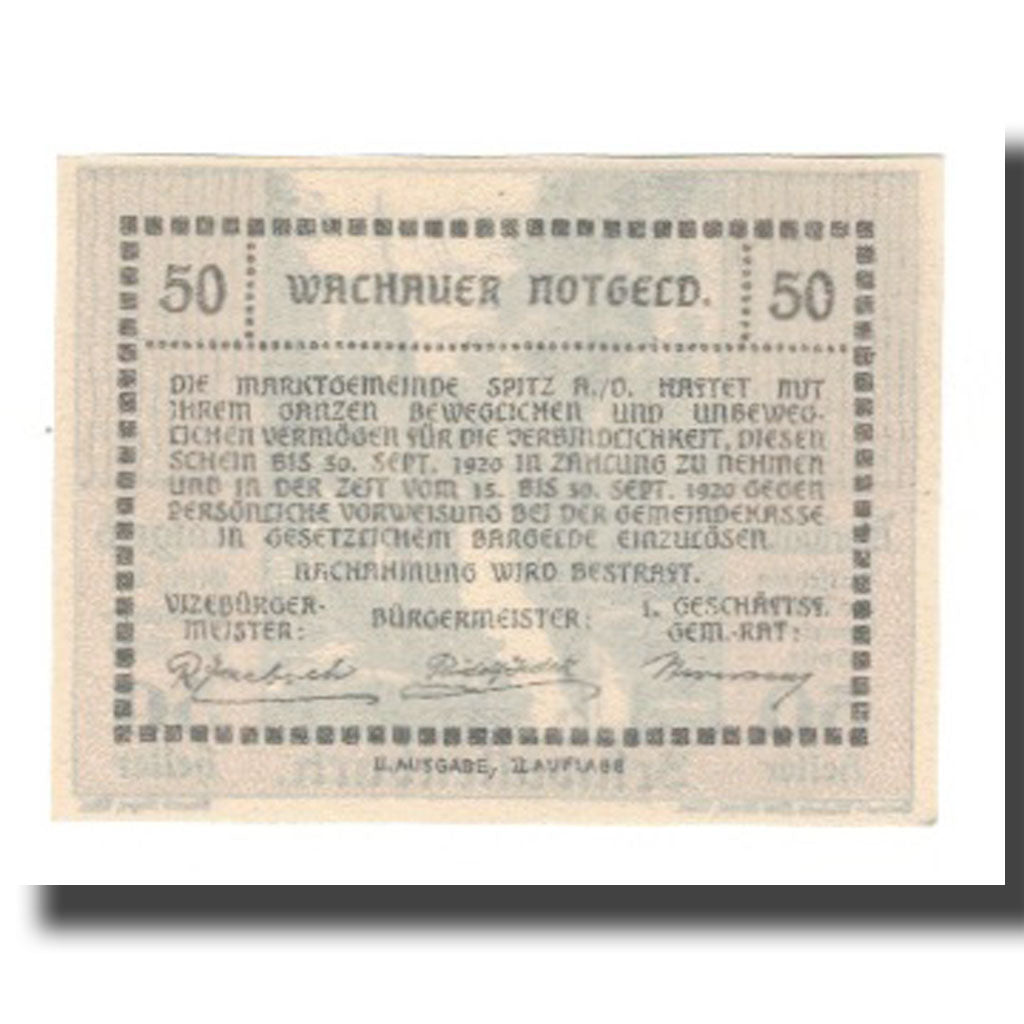 50 WACHAUER NOTGELD. 50
DIE MARKTGEMEINDE SPITZ A./D. HAFTET MIT
IHREM GANZEN BEWEGLICHEN UND UNBEWEG-
LICHEN VERMÖGEN FÜR DIE VERBINDLICHKEIT, DIESEN
SCHEIN BIS 30. SEPT. 1920 IN ZAHLUNG ZU NEHMEN
UND IN DER ZEIT VOM 15. BIS 30. SEPT. 1920 GEGEN
PERSÖNLICHE VORWEISUNG BEI DER GEMEINDEKASSE
IN GESETZLICHEM BARGELDE EINZULÖSEN.
NACHAHMUNG WIRD BESTRAFT.
VIZEBÜRGER-
MEISTER:
BÜRGERMEISTER:
1. GESCHÄFTSF.
GEM.-RAT:
II. AUSGABE, II AUFLAGE